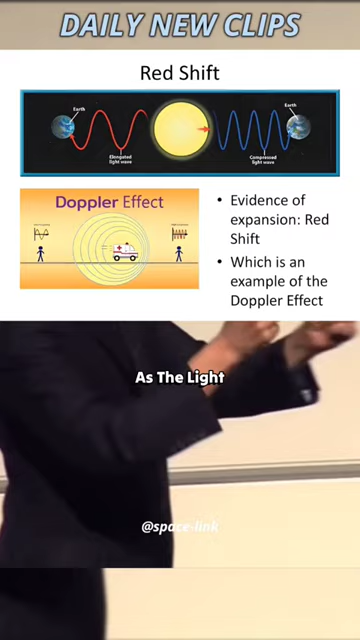 DAILY NEW CLIPS
Red Shift
Earth
Earth
Elongated
light wave
Compressed
light wave
Doppler Effect
• Evidence of
expansion: Red
Shift
• Which is an
example of the
Doppler Effect
As The Light
@space-link